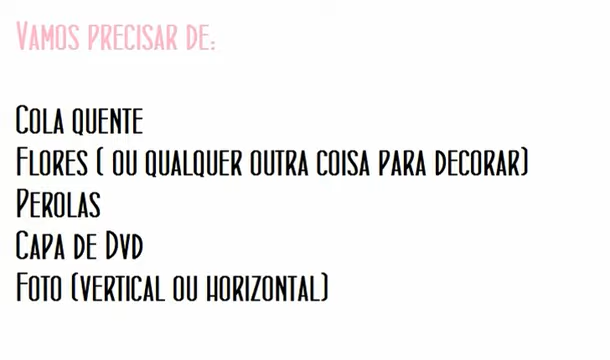 Vamos precisar de:
Cola quente
Flores ( ou qualquer outra coisa para decorar)
Perolas
Capa de Dvd
Foto (vertical ou horizontal)